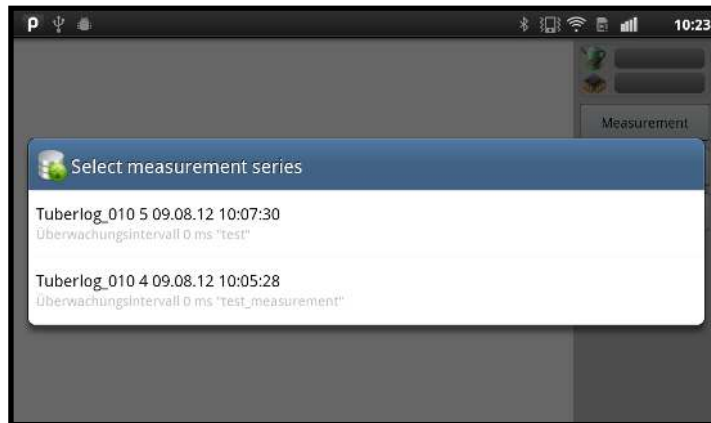 10:23
Measurement
Select measurement series
Tuberlog_010 5 09.08.12 10:07:30
Überwachungsintervall 0 ms "test"
Tuberlog_010 4 09.08.12 10:05:28
Überwachungsintervall 0 ms "test_measurement"